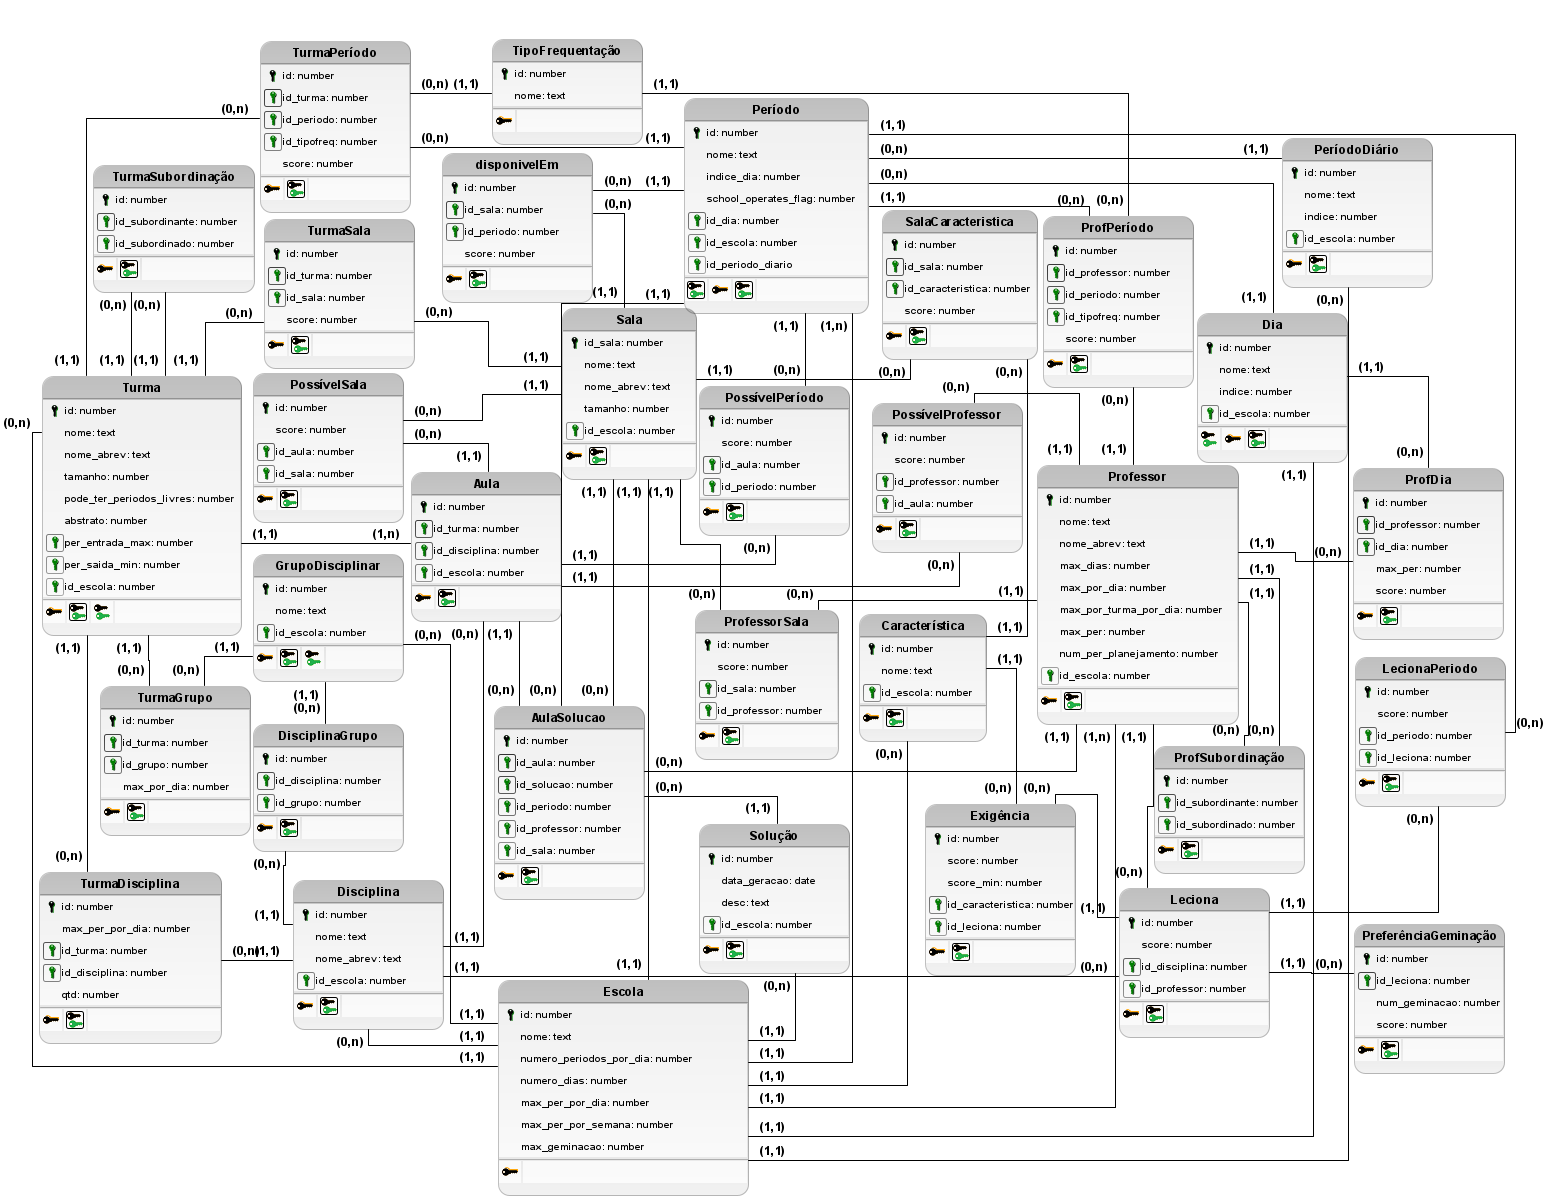 TurmaPeríodo
id: number
id_turma: number
id_periodo: number
id_tipofreq: number
score: number
TipoFrequentação
id: number
nome: text
(0,n)
(1,1)
(1,1)
(0,n)
(0,n)
(1,1)
Período
id: number
nome: text
indice_dia: number
school_operates_flag: number
id_dia: number
id_escola: number
id_periodo_diario
(1,1)
(0,n)
(0,n)
(1,1)
(1,1)
PeríodoDiário
id: number
nome: text
indice: number
id_escola: number
(0,n)
TurmaSubordinação
id: number
id_subordinante: number
id_subordinado: number
(0,n)
(0,n)
disponivelEm
id: number
id_sala: number
id_periodo: number
score: number
(0,n)
(1,1)
(0,n)
(1,1)
(1,1)
TurmaSala
id: number
id_turma: number
id_sala: number
score: number
(0,n)
(0,n)
(1,1)
SalaCaracteristica
id: number
id_sala: number
id_caracteristica: number
score: number
(0,n)
(0,n)
(0,n)
(0,n)
ProfPeríodo
id: number
id_professor: number
id_periodo: number
id_tipofreq: number
score: number
(0,n)
(1,1)
(1,1)
Dia
id: number
nome: text
indice: number
id_escola: number
(1,1)
(1,1)
(0,n)
Sala
id_sala: number
nome: text
nome_abrev: text
tamanho: number
id_escola: number
(1,1)
(1,1)
(1,n)
(1,1)
(1,1)
(1,1)
(1,1)
(0,n)
(1,1)
(1,1)
(1,1)
(1,1)
Turma
id: number
nome: text
nome_abrev: text
tamanho: number
pode_ter_periodos_livres: number
abstrato: number
per_entrada_max: number
per_saida_min: number
id_escola: number
(0,n)
(1,1)
(1,n)
(1,1)
(1,1)
PossívelSala
id: number
score: number
id_aula: number
id_sala: number
(0,n)
(0,n)
(1,1)
Aula
id: number
id_turma: number
id_disciplina: number
id_escola: number
(1,1)
(1,1)
(0,n)
(0,n)
(1,1)
PossívelPeríodo
id: number
score: number
id_aula: number
id_periodo: number
(0,n)
PossívelProfessor
id: number
score: number
id_professor: number
id_aula: number
(0,n)
(0,n)
(1,1)
Professor
id: number
nome: text
nome_abrev: text
max_dias: number
max_por_dia: number
max_por_turma_por_dia: number
max_per: number
num_per_planejamento: number
id_escola: number
(1,1)
(1,1)
(1,1)
(1,1)
(1,n)
(1,1)
ProfDia
id: number
id_professor: number
id_dia: number
max_per: number
score: number
(0,n)
GrupoDisciplinar
id: number
nome: text
id_escola: number
(0,n)
(1,1)
(1,1)
(0,n)
TurmaGrupo
id: number
id_turma: number
id_grupo: number
max_por_dia: number
(0,n)
(0,n)
DisciplinaGrupo
id: number
id_disciplina: number
id_grupo: number
(0,n)
(1,1)
AulaSolucao
id: number
id_aula: number
id_solucao: number
id_periodo: number
id_professor: number
id_sala: number
(0,n)
(0,n)
(0,n)
(0,n)
(0,n)
ProfessorSala
id: number
score: number
id_sala: number
id_professor: number
(0,n)
(0,n)
Característica
id: number
nome: text
id_escola: number
(1,1)
(1,1)
(0,n)
LecionaPeriodo
id: number
score: number
id_periodo: number
id_leciona: number
(0,n)
(0,n)
ProfSubordinação
id: number
id_subordinante: number
id_subordinado: number
(0,n)
(0,n)
Solução
id: number
data_geracao: date
desc: text
id_escola: number
(1,1)
(0,n)
Exigência
id: number
score: number
score_min: number
id_caracteristica: number
id_leciona: number
(0,n)
(0,n)
Leciona
id: number
score: number
id_disciplina: number
id_professor: number
(0,n)
(1,1)
(1,1)
(1,1)
(0,n)
PreferênciaGeminação
id: number
id_leciona: number
num_geminacao: number
score: number
(0,n)
TurmaDisciplina
id: number
max_per_por_dia: number
id_turma: number
id_disciplina: number
qtd: number
(0,n)
(0,n)
(1,1)
Disciplina
id: number
nome: text
nome_abrev: text
id_escola: number
(1,1)
(1,1)
(0,n)
Escola
id: number
nome: text
numero_periodos_por_dia: number
numero_dias: number
max_per_por_dia: number
max_per_por_semana: number
max_geminacao: number
(1,1)
(1,1)
(1,1)
(1,1)
(1,1)
(1,1)
(1,1)
(1,1)
(1,1)
(1,1)
(1,1)